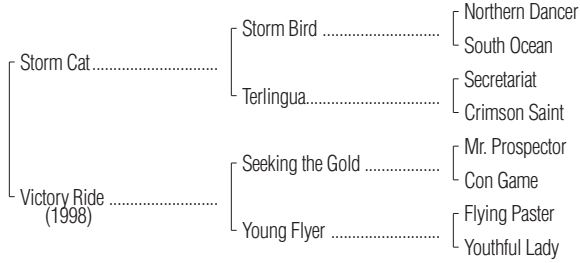 Northern Dancer
Storm Bird ..............................
South Ocean
Storm Cat................................
Secretariat
Terlingua..................................
Crimson Saint
Mr. Prospector
Seeking the Gold ...................
Con Game
Victory Ride ...........................
(1998)
Flying Paster
Young Flyer ............................
Youthful Lady